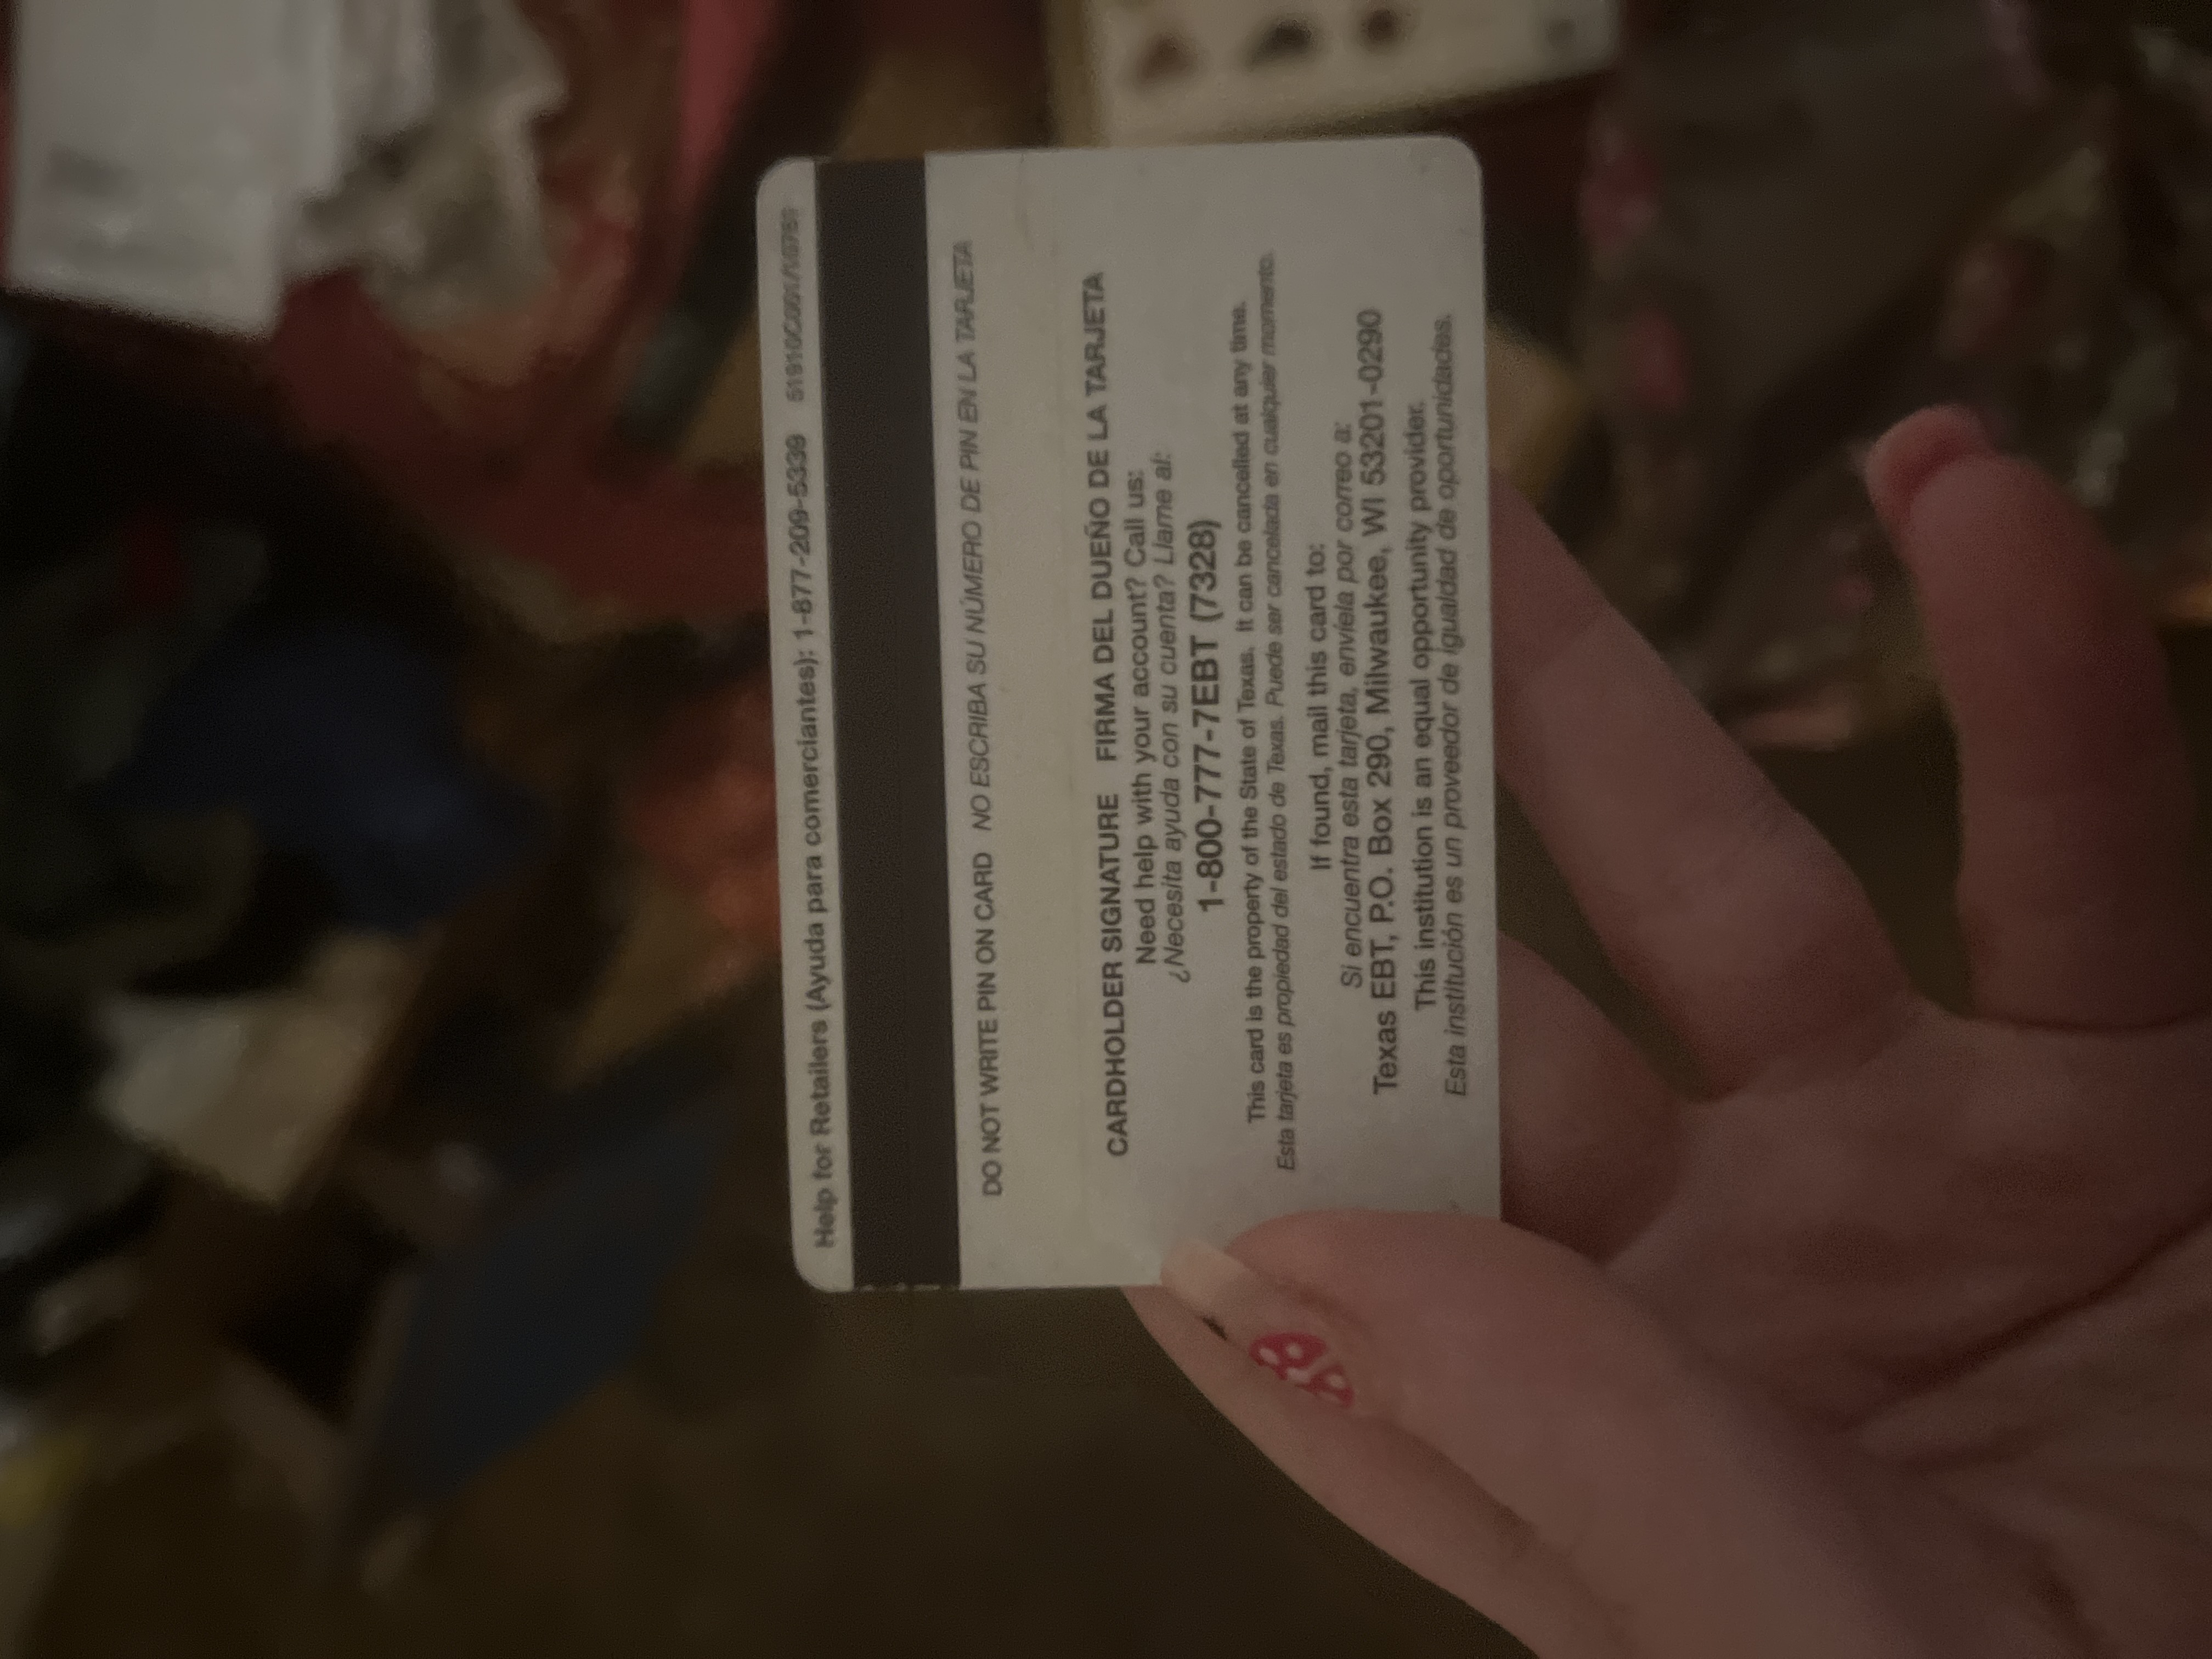 Help for Retailers (Ayuda para comerciantes): 1-877-209-5339
DO NOT WRITE PIN ON CARD NO ESCRIBA SU NÚMERO DE PIN EN LA TARJETA
CARDHOLDER SIGNATURE FIRMA DEL DUEÑO DE LA TARJETA
Need help with your account? Call us:
¿Necesita ayuda con su cuenta? Llame al:
1-800-777-7EBT (7328)
This card is the property of the State of Texas. It can be cancelled at any time.
Esta tarjeta es propiedad del estado de Texas. Puede ser cancelada en cualquier momento.
If found, mail this card to:
Si encuentra esta tarjeta, envíela por correo a:
Texas EBT, P.O. Box 290, Milwaukee, WI 53201-0290
This institution is an equal opportunity provider.
Esta institución es un proveedor de igualdad de oportunidades.